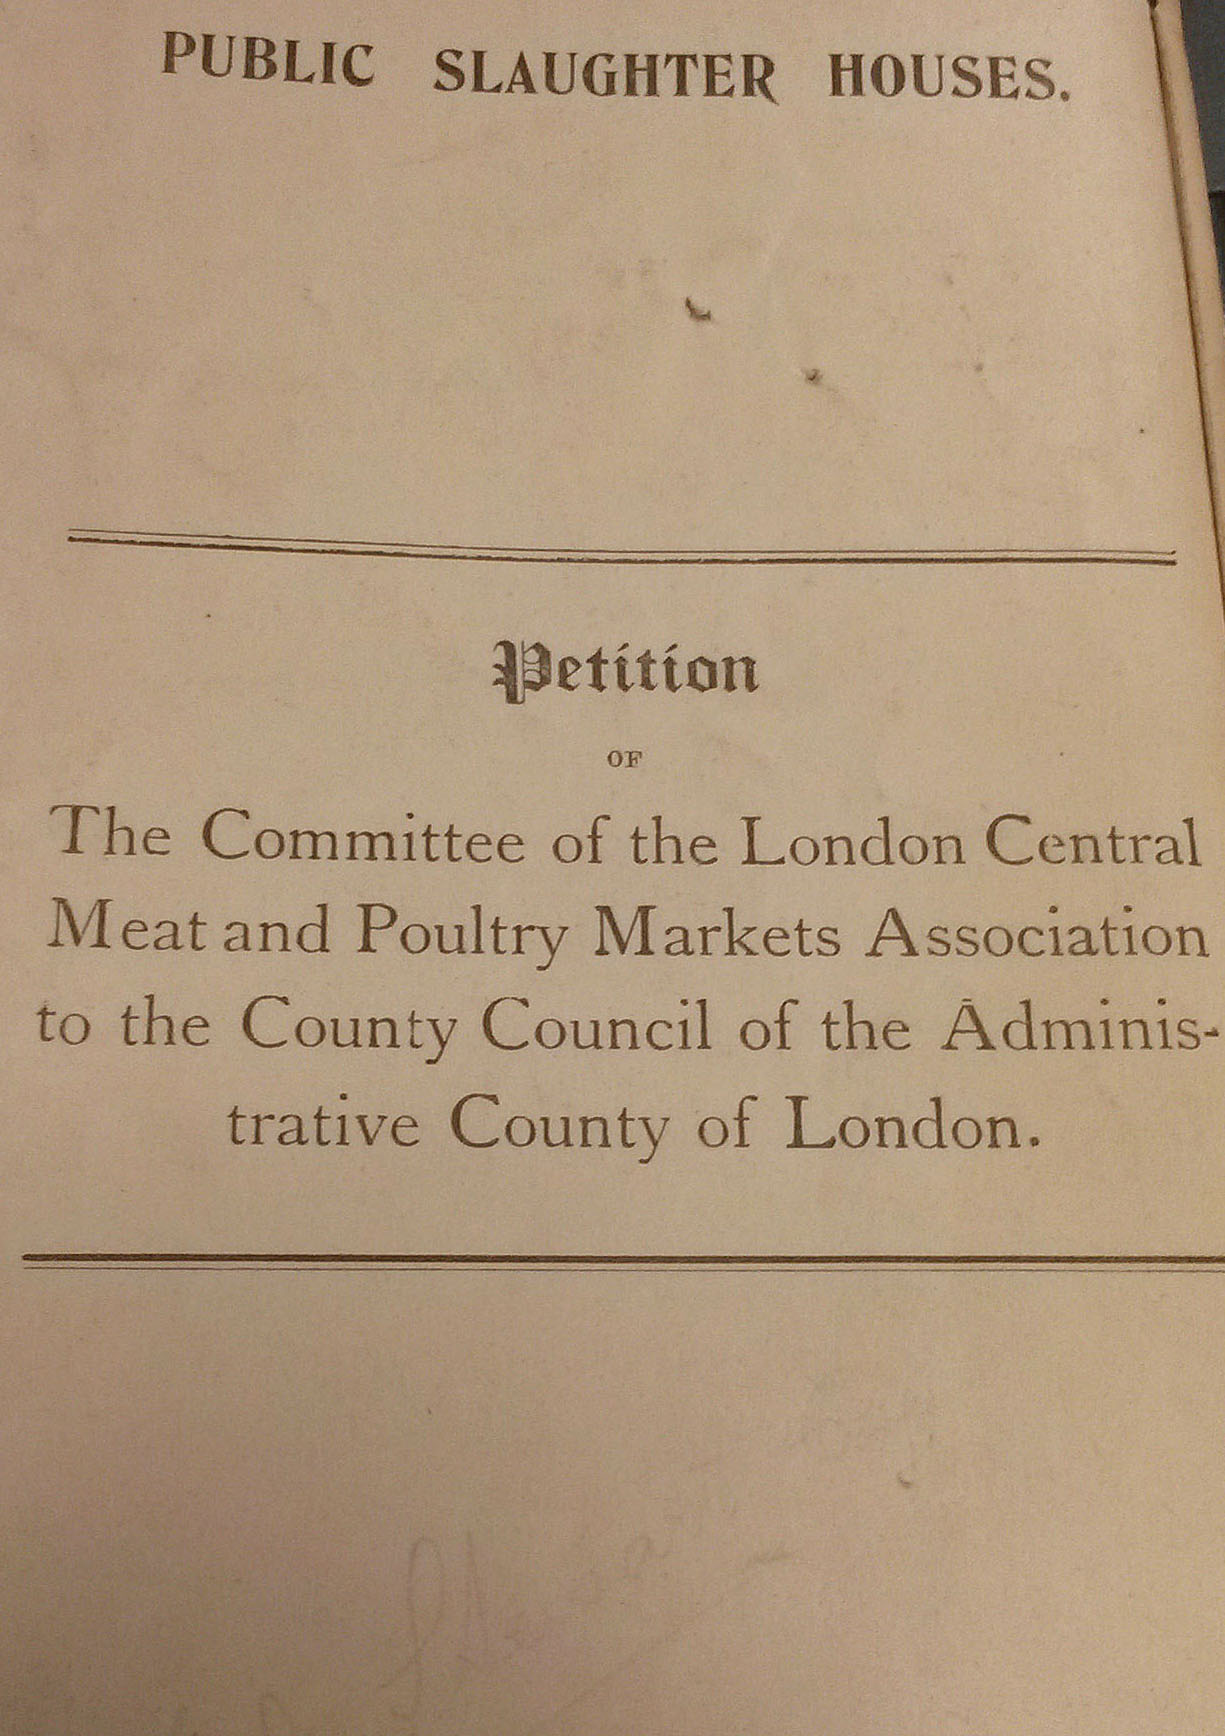 PUBLIC SLAUGHTER HOUSES.
Petition
OF
The Committee of the London Central
Meat and Poultry Markets Association
to the County Council of the Adminis-
trative County of London.